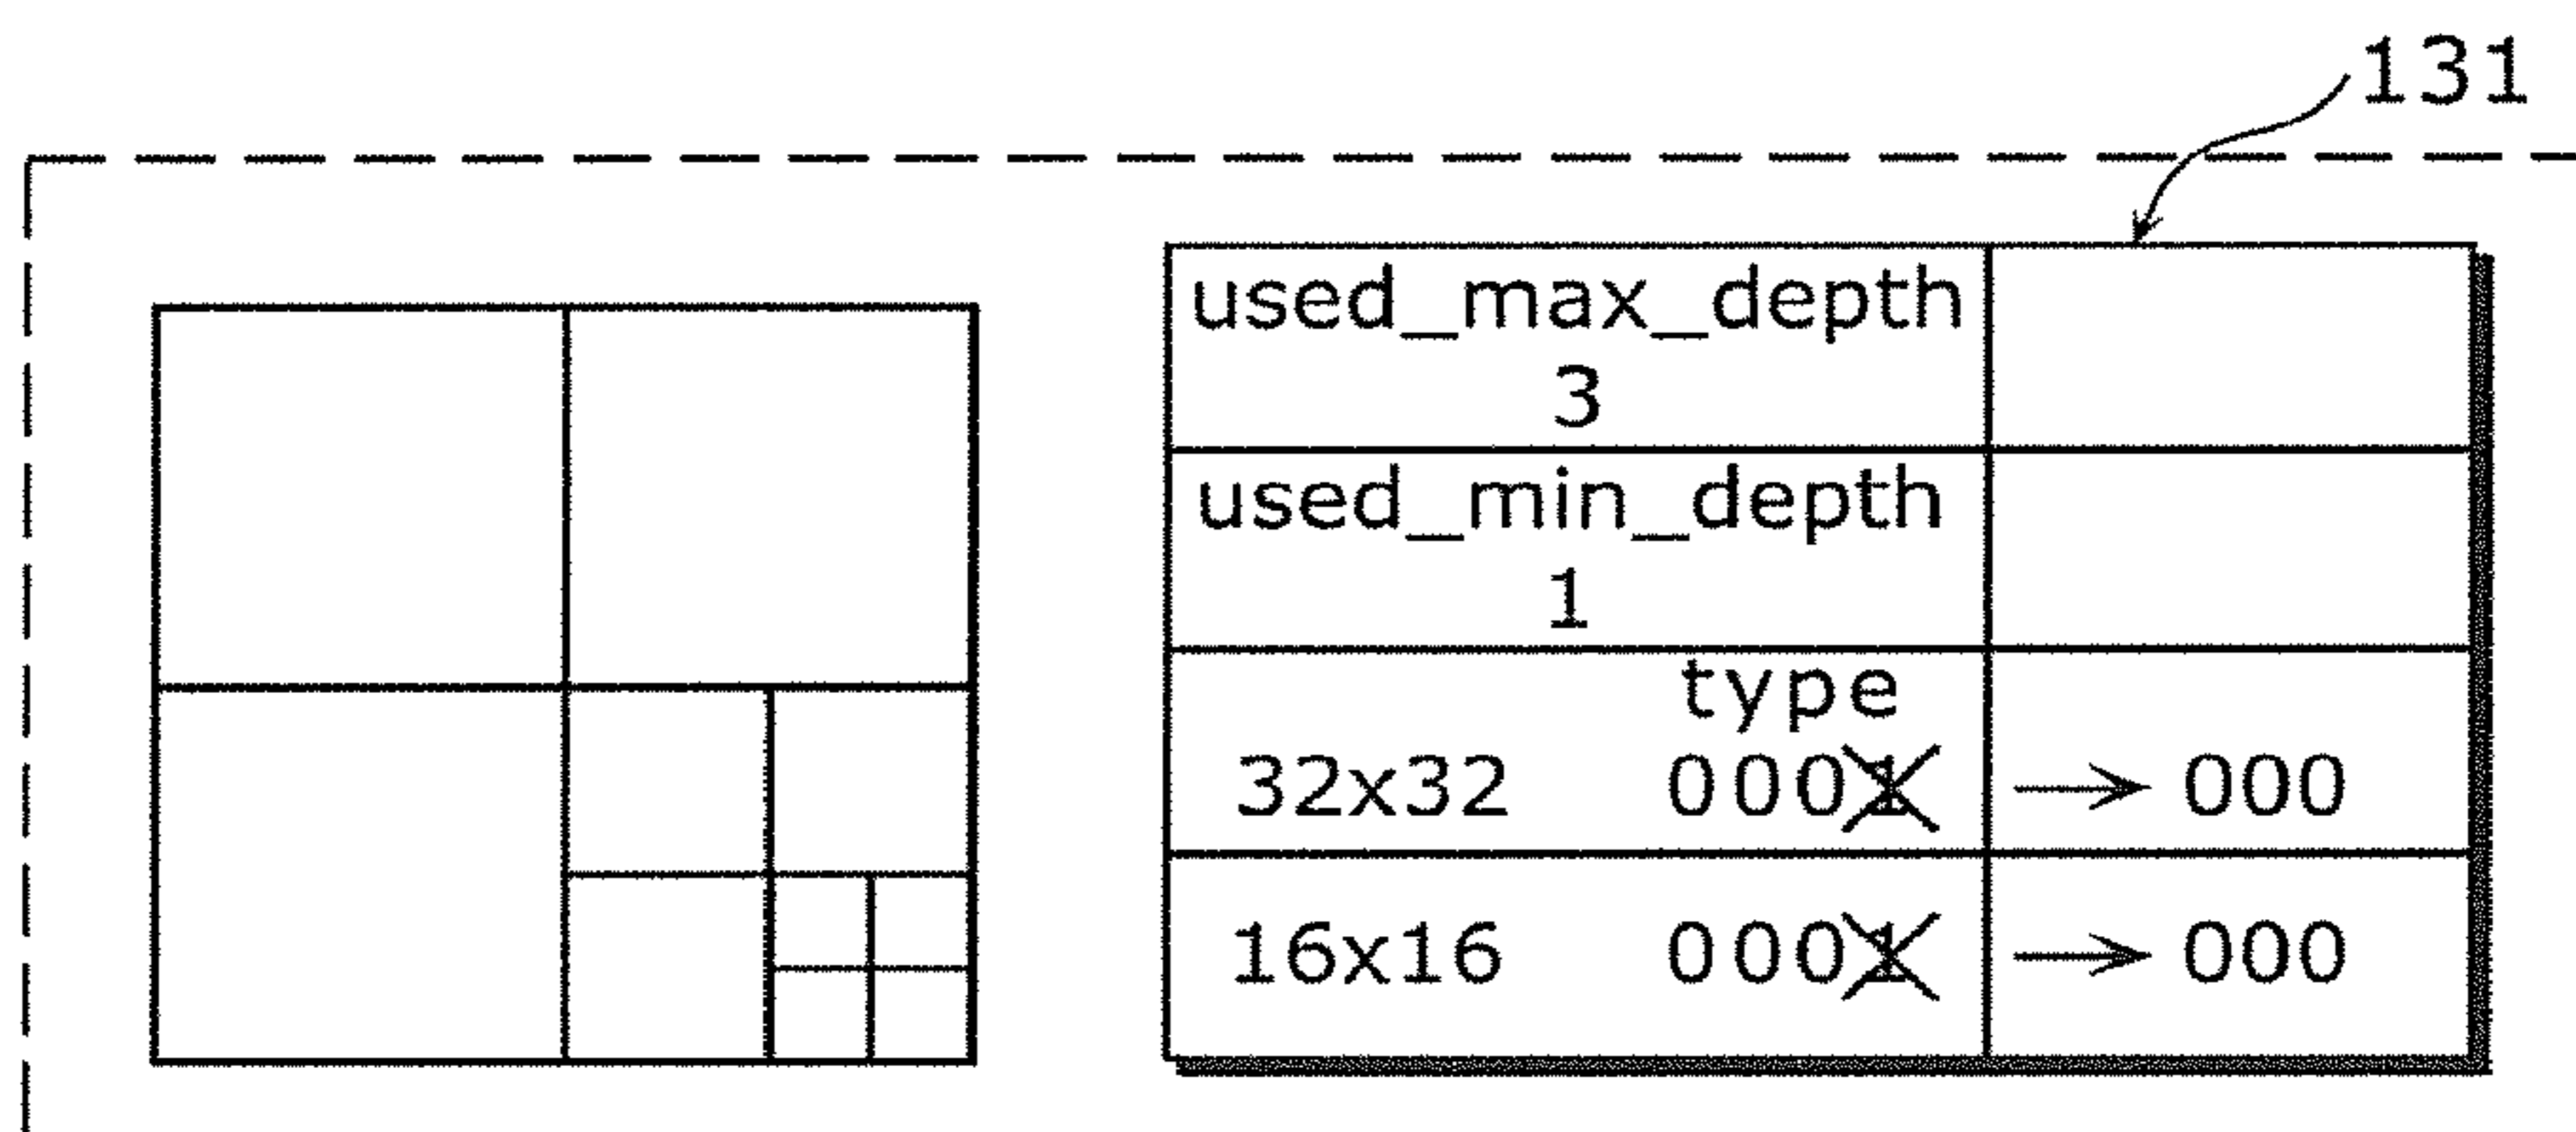 131
used_max_depth
3
used_min_depth
1
type
32x32 0001 → 000
16x16 0001 → 000